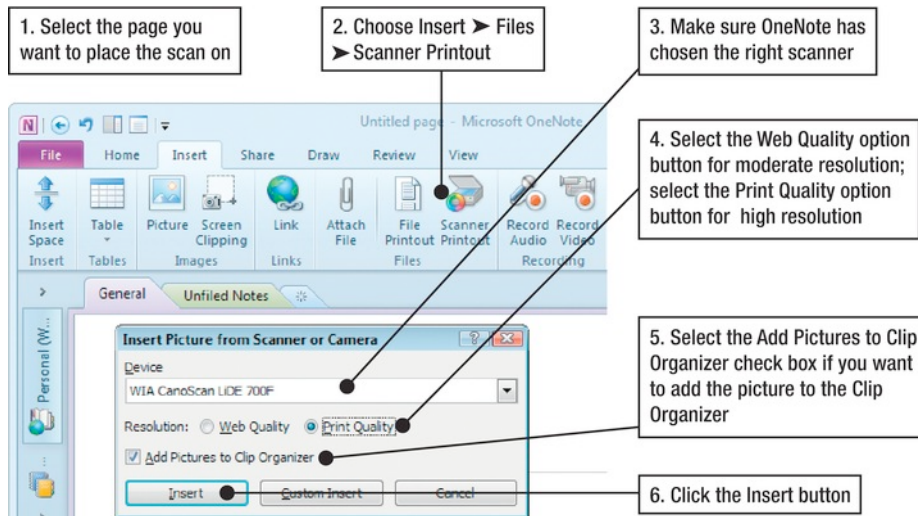 1. Select the page you
want to place the scan on
2. Choose Insert ➤ Files
➤ Scanner Printout
3. Make sure OneNote has
chosen the right scanner
4. Select the Web Quality option
button for moderate resolution;
select the Print Quality option
button for high resolution
5. Select the Add Pictures to Clip
Organizer check box if you want
to add the picture to the Clip
Organizer
6. Click the Insert button
Untitled page - Microsoft OneNote
File Home Insert Share Draw Review View
Insert Table Picture Screen Link Attach File Scanner Record Record
Space Clipping File Printout Printout Audio Video
Insert Tables Images Links Files Recording
General Unfiled Notes
Personal (W...
Insert Picture from Scanner or Camera
Device
WIA CanoScan LiDE 700F
Resolution: Web Quality Print Quality
Add Pictures to Clip Organizer
Insert Custom Insert Cancel